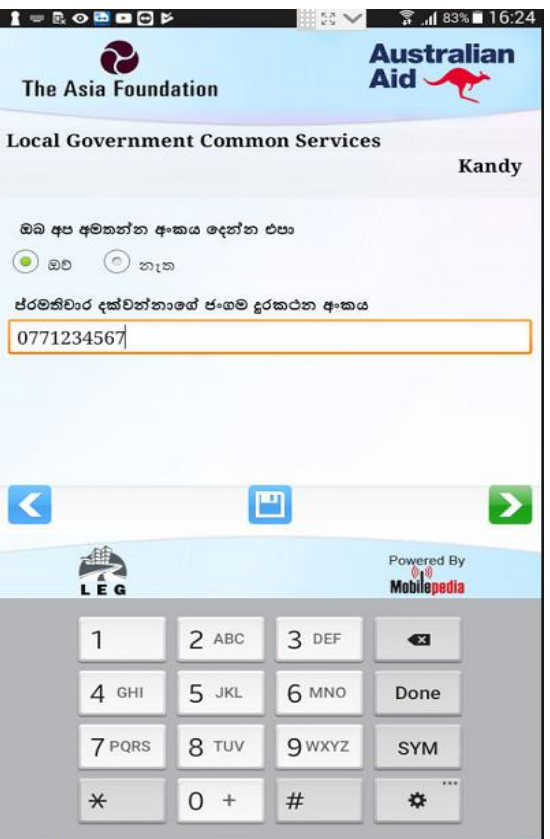 83% 16:24
The Asia Foundation
Australian
Aid
Local Government Common Services
Kandy
ඔබ අප අමතන්න අංකය දෙන්න එපා
ඔව් නැත
ප්රමතිචාර දක්වන්නාගේ ජංගම දුරකථන අංකය
0771234567
LEG
Powered By
Mobilepedia
1 2 ABC 3 DEF
4 GHI 5 JKL 6 MNO Done
7 PQRS 8 TUV 9 WXYZ SYM
* 0 + #